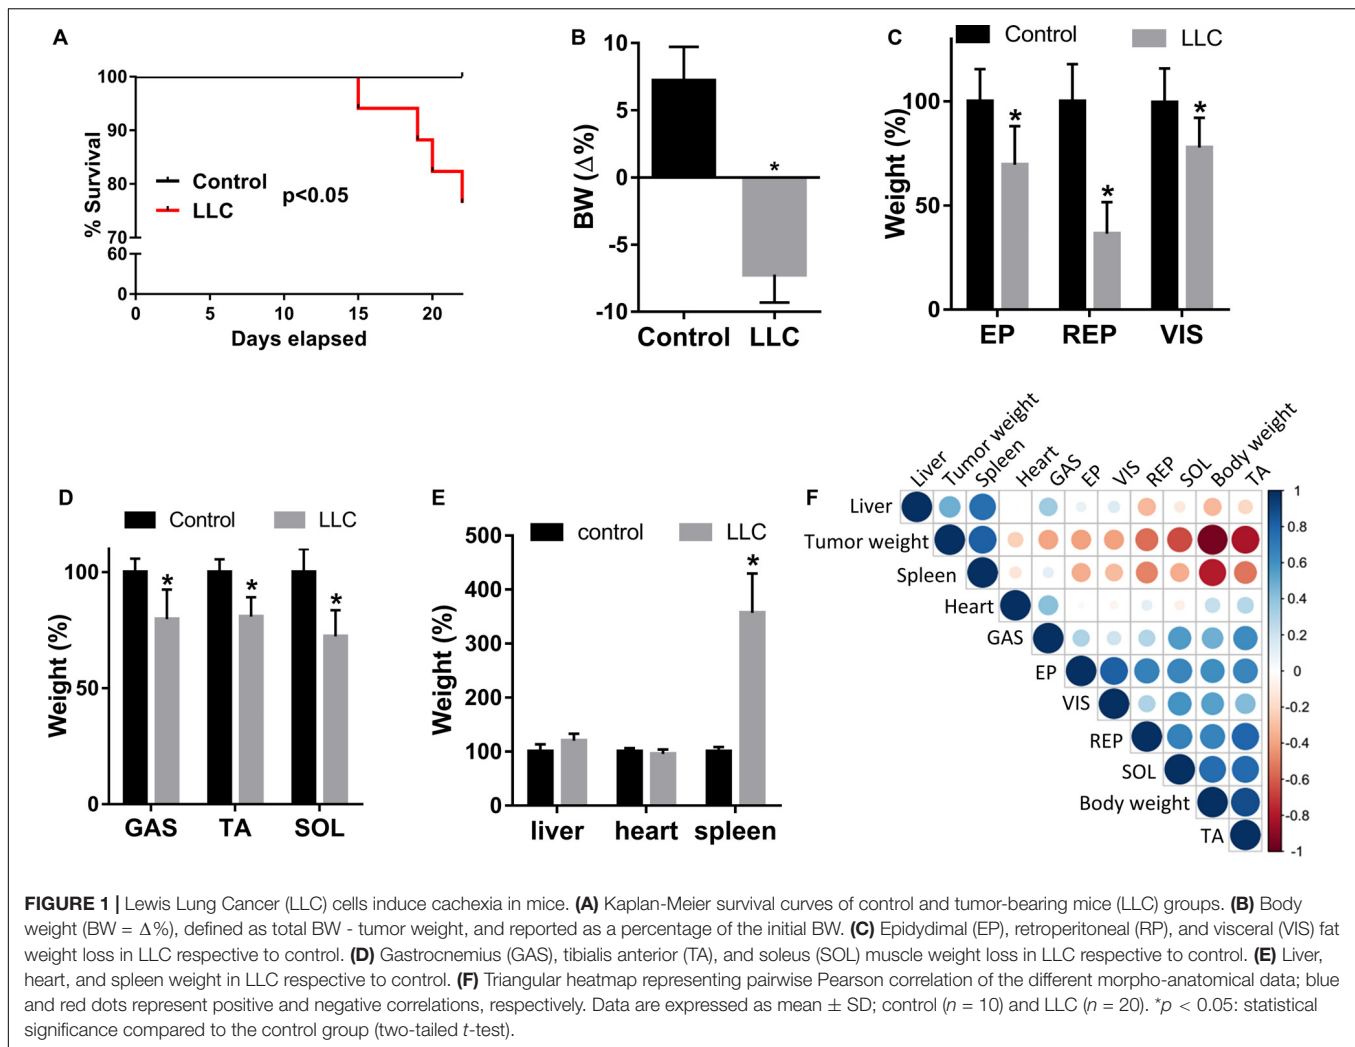 A
% Survival
100
90
80
70
60
0
Control
LLC
p<0.05
0 5 10 15 20
Days elapsed
B
BW (Δ%)
10
5
0
-5
-10
*
Control LLC
C
Control LLC
Weight (%)
100
50
0
* * *
EP REP VIS
D
Control LLC
Weight (%)
100
50
0
* * *
GAS TA SOL
E
control LLC
Weight (%)
500
400
300
200
100
0
*
liver heart spleen
F
Liver Tumor weight Spleen Heart GAS EP VIS REP SOL Body weight TA
Liver
Tumor weight
Spleen
Heart
GAS
EP
VIS
REP
SOL
Body weight
TA
1
0.8
0.6
0.4
0.2
0
-0.2
-0.4
-0.6
-0.8
-1
FIGURE 1 | Lewis Lung Cancer (LLC) cells induce cachexia in mice. (A) Kaplan-Meier survival curves of control and tumor-bearing mice (LLC) groups. (B) Body
weight (BW = Δ%), defined as total BW - tumor weight, and reported as a percentage of the initial BW. (C) Epidydimal (EP), retroperitoneal (RP), and visceral (VIS) fat
weight loss in LLC respective to control. (D) Gastrocnemius (GAS), tibialis anterior (TA), and soleus (SOL) muscle weight loss in LLC respective to control. (E) Liver,
heart, and spleen weight in LLC respective to control. (F) Triangular heatmap representing pairwise Pearson correlation of the different morpho-anatomical data; blue
and red dots represent positive and negative correlations, respectively. Data are expressed as mean ± SD; control (n = 10) and LLC (n = 20). *p < 0.05: statistical
significance compared to the control group (two-tailed t-test).